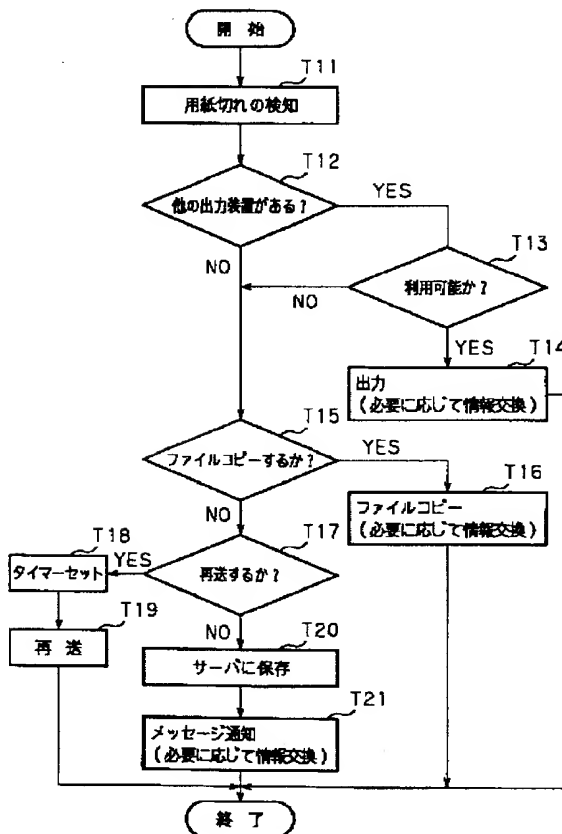 開 始
T11
用紙切れの検知
T12
他の出力装置がある?
YES
NO
T13
利用可能か?
NO
YES
T14
出力
(必要に応じて情報交換)
T15
ファイルコピーするか?
YES
NO
T16
ファイルコピー
(必要に応じて情報交換)
T17
再送するか?
YES
NO
T18
タイマーセット
T19
再 送
T20
サーバに保存
T21
メッセージ通知
(必要に応じて情報交換)
終 了